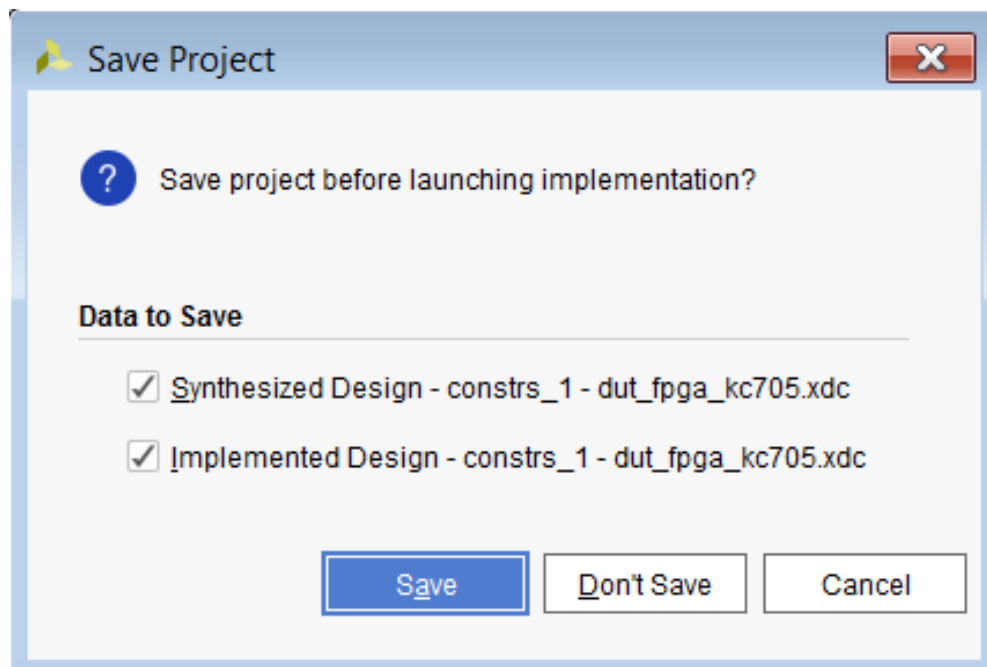 Save Project
?
Save project before launching implementation?
Data to Save
Synthesized Design - constrs_1 - dut_fpga_kc705.xdc
Implemented Design - constrs_1 - dut_fpga_kc705.xdc
Save Don't Save Cancel